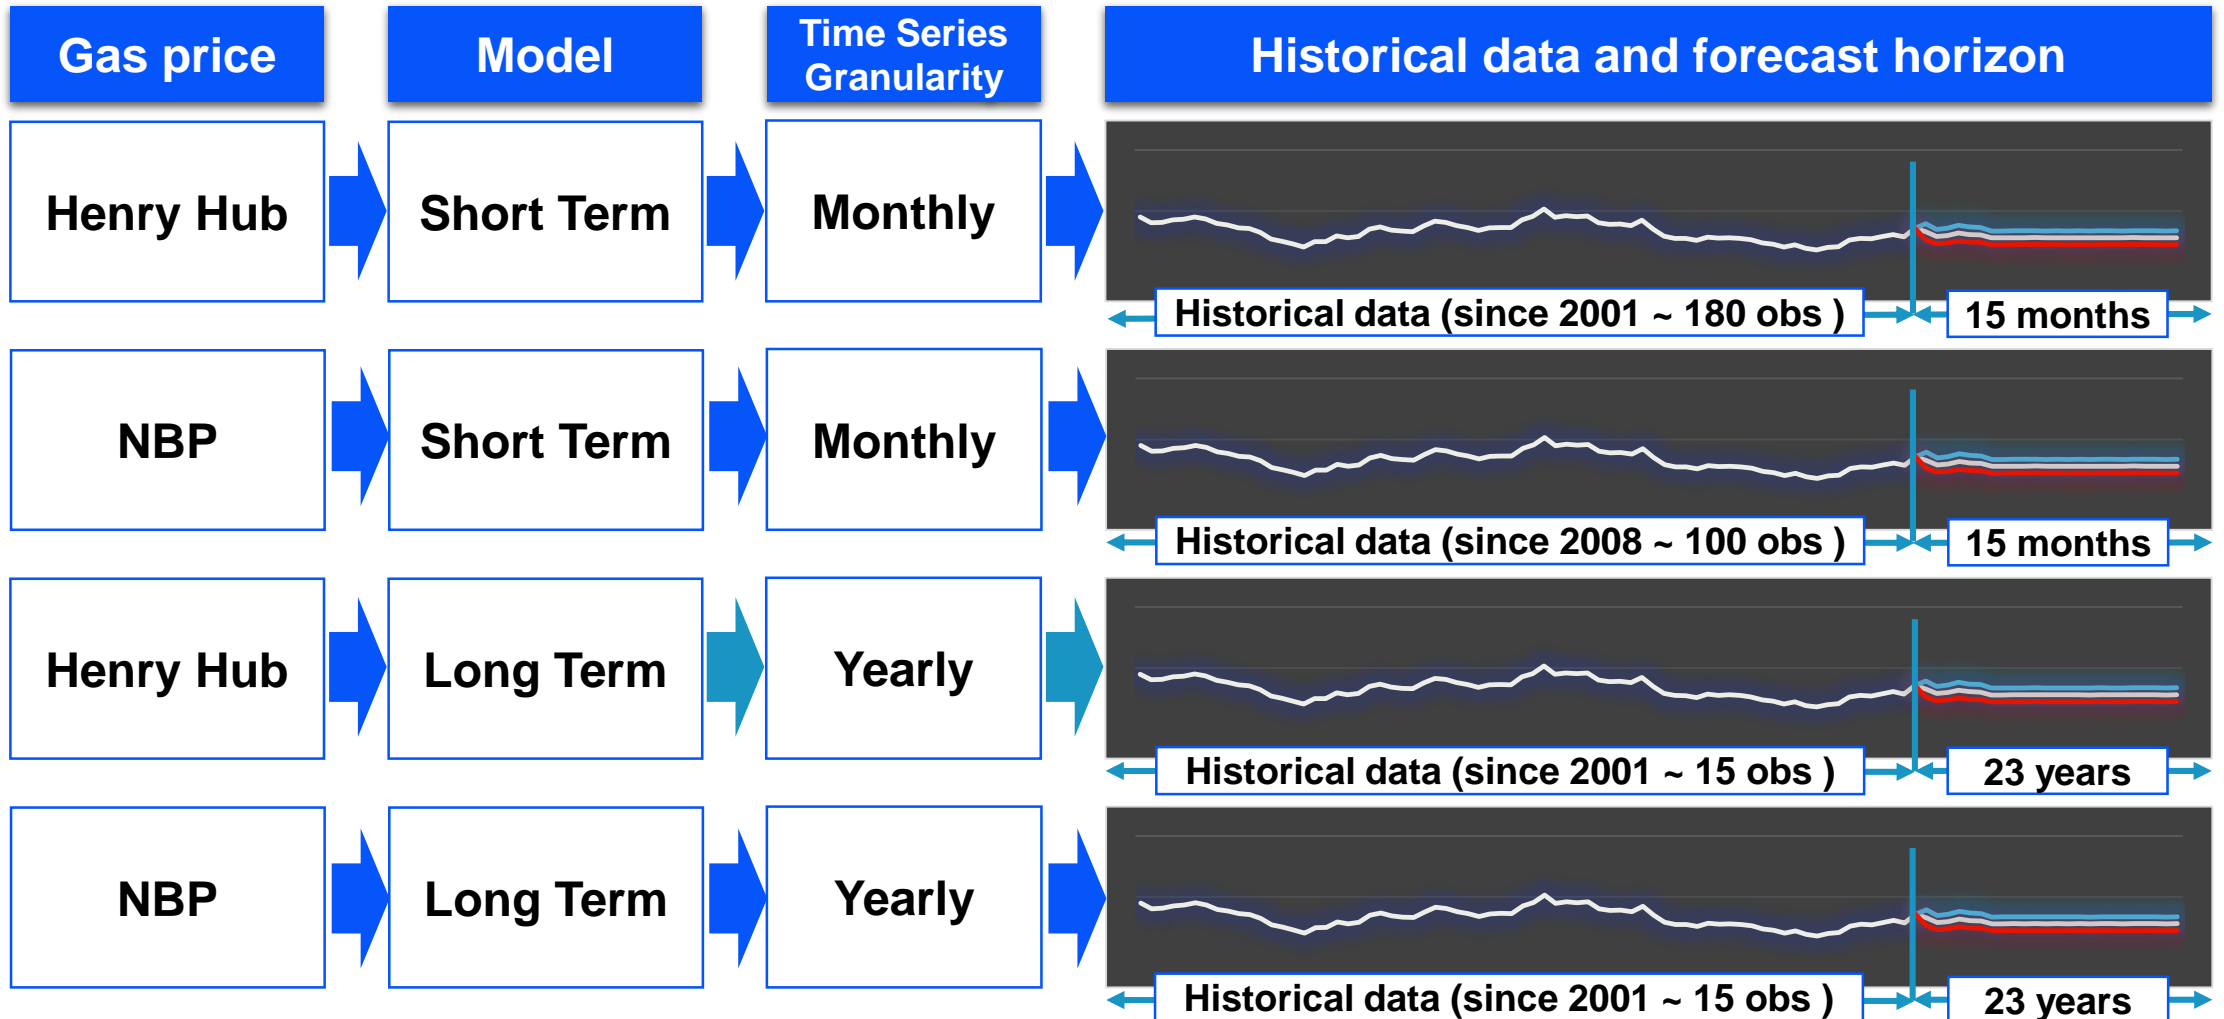 Gas price
Model
Time Series
Granularity
Historical data and forecast horizon
Henry Hub
Short Term
Monthly
Historical data (since 2001 ~ 180 obs )
15 months
NBP
Short Term
Monthly
Historical data (since 2008 ~ 100 obs )
15 months
Henry Hub
Long Term
Yearly
Historical data (since 2001 ~ 15 obs )
23 years
NBP
Long Term
Yearly
Historical data (since 2001 ~ 15 obs )
23 years